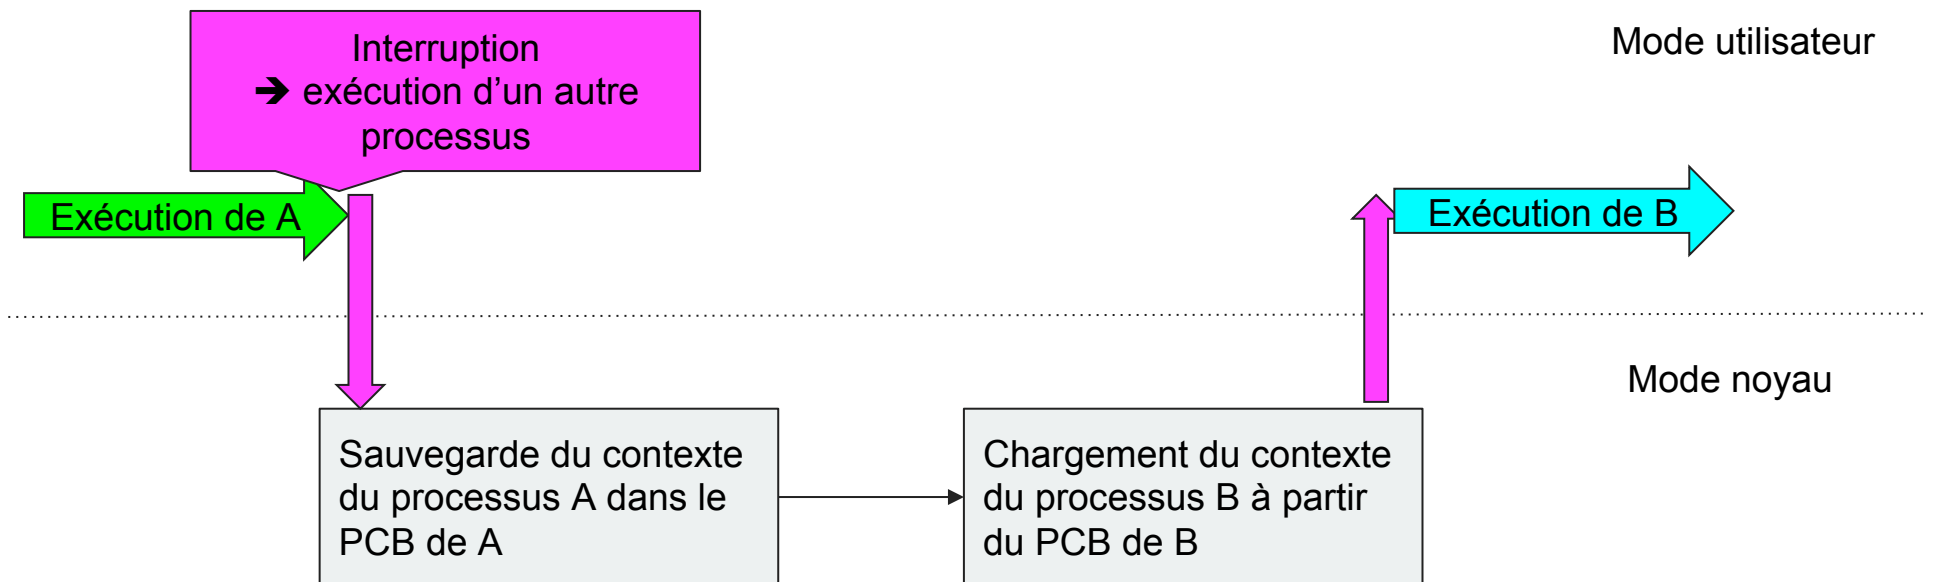 Interruption
➔ exécution d’un autre
processus
Mode utilisateur
Exécution de A
Exécution de B
Mode noyau
Sauvegarde du contexte
du processus A dans le
PCB de A
Chargement du contexte
du processus B à partir
du PCB de B